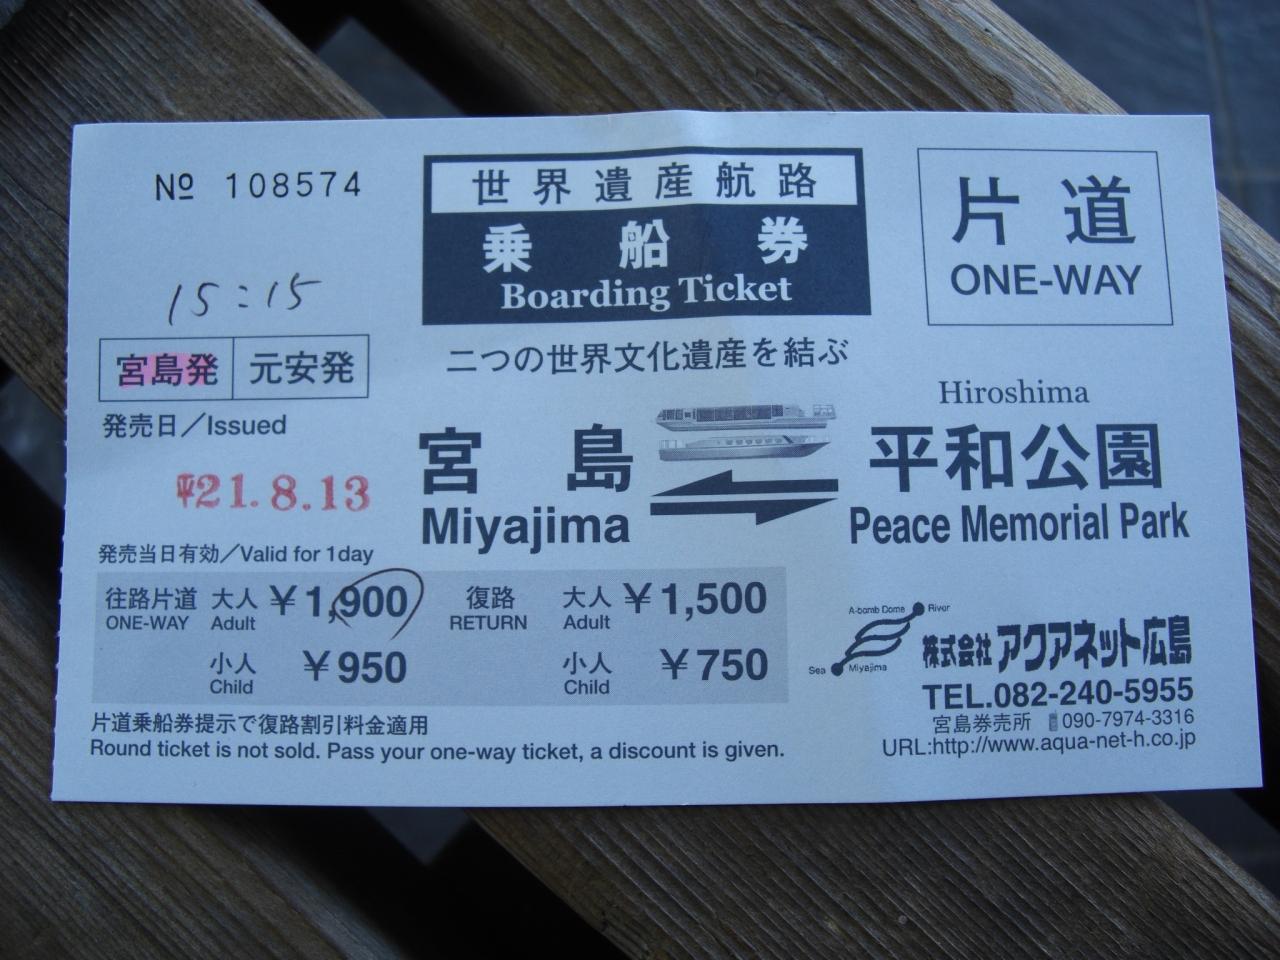 № 108574
世界遺産航路
乗船券
Boarding Ticket
片道
ONE-WAY
15:15
宮島発 元安発
発売日/Issued
平21.8.13
発売当日有効/Valid for 1day
二つの世界文化遺産を結ぶ
宮島
Miyajima
Hiroshima
平和公園
Peace Memorial Park
往路片道 大人 ¥1,900 復路 大人 ¥1,500
ONE-WAY Adult RETURN Adult
小人 ¥950 小人 ¥750
Child Child
片道乗船券提示で復路割引料金適用
Round ticket is not sold. Pass your one-way ticket, a discount is given.
A-bomb Dome River
Sea Miyajima
株式会社 アクアネット広島
TEL.082-240-5955
宮島券売所 090-7974-3316
URL:http://www.aqua-net-h.co.jp